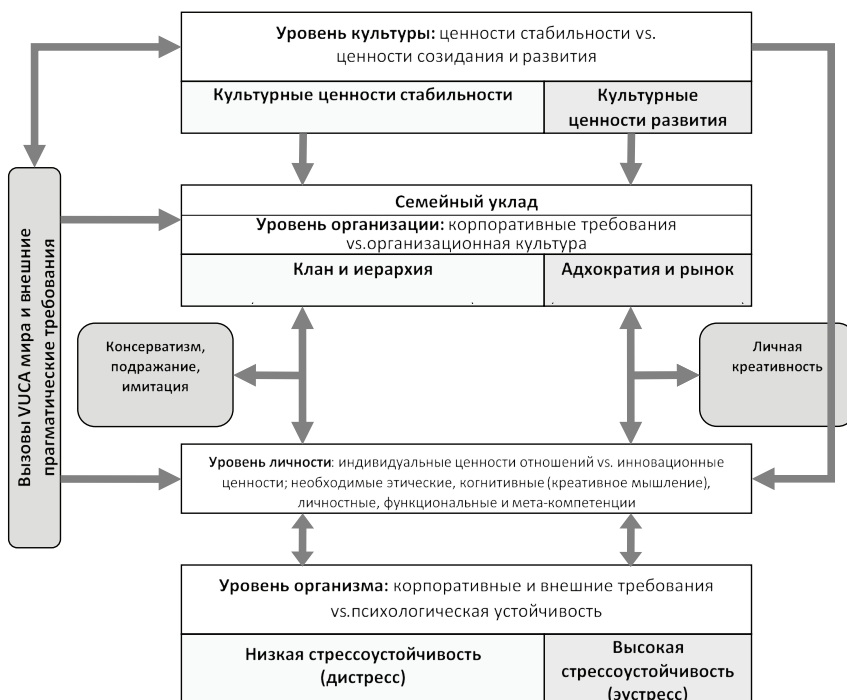 Уровень культуры: ценности стабильности vs.
ценности созидания и развития
Культурные ценности стабильности
Культурные
ценности развития
Семейный уклад
Уровень организации: корпоративные требования
vs.организационная культура
Клан и иерархия
Адхократия и рынок
Вызовы VUCA мира и внешние
прагматические требования
Консерватизм,
подражание,
имитация
Личная
креативность
Уровень личности: индивидуальные ценности отношений vs. инновационные
ценности; необходимые этические, когнитивные (креативное мышление),
личностные, функциональные и мета-компетенции
Уровень организма: корпоративные и внешние требования
vs.психологическая устойчивость
Низкая стрессоустойчивость
(дистресс)
Высокая
стрессоустойчивость
(эустресс)